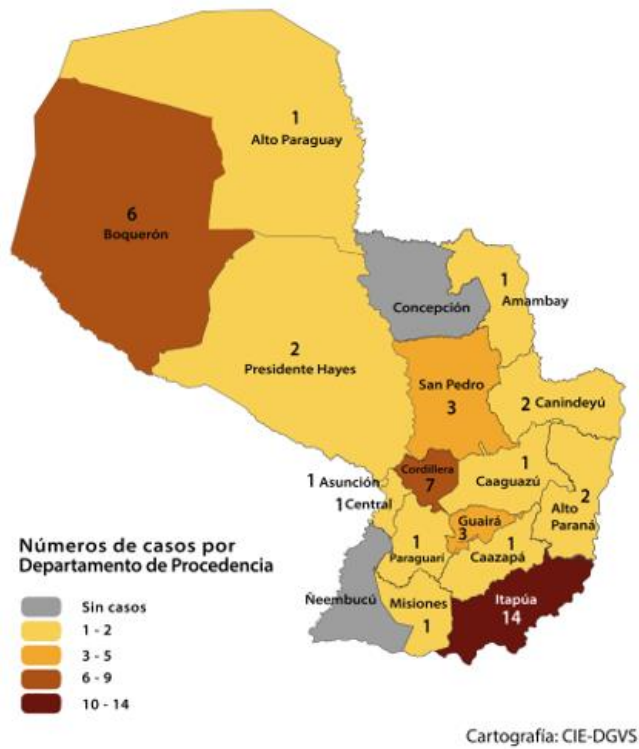 1
Alto Paraguay
6
Boquerón
1
Amambay
Concepción
2
Presidente Hayes
San Pedro
3
2 Canindeyú
Cordillera
7
1
Caaguazú
1 Asunción
1 Central
2
Alto
Paraná
Guairá
3
1
Paraguarí
1
Caazapá
Ñeembucú
Misiones
1
Itapúa
14
Números de casos por
Departamento de Procedencia
Sin casos
1 - 2
3 - 5
6 - 9
10 - 14
Cartografía: CIE-DGVS